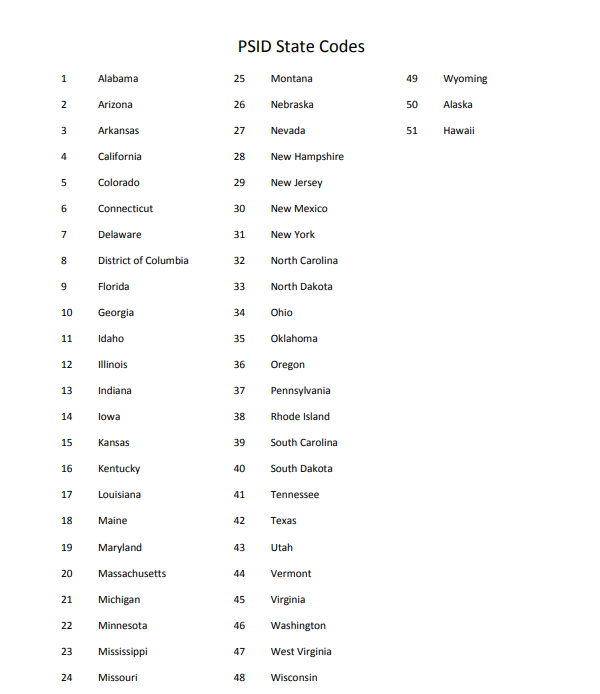 PSID State Codes
1 Alabama 25 Montana 49 Wyoming
2 Arizona 26 Nebraska 50 Alaska
3 Arkansas 27 Nevada 51 Hawaii
4 California 28 New Hampshire
5 Colorado 29 New Jersey
6 Connecticut 30 New Mexico
7 Delaware 31 New York
8 District of Columbia 32 North Carolina
9 Florida 33 North Dakota
10 Georgia 34 Ohio
11 Idaho 35 Oklahoma
12 Illinois 36 Oregon
13 Indiana 37 Pennsylvania
14 Iowa 38 Rhode Island
15 Kansas 39 South Carolina
16 Kentucky 40 South Dakota
17 Louisiana 41 Tennessee
18 Maine 42 Texas
19 Maryland 43 Utah
20 Massachusetts 44 Vermont
21 Michigan 45 Virginia
22 Minnesota 46 Washington
23 Mississippi 47 West Virginia
24 Missouri 48 Wisconsin